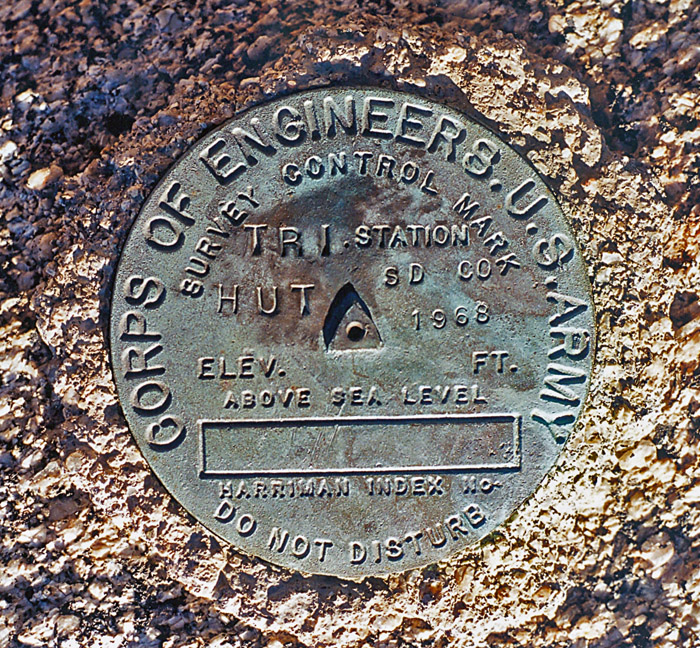 CORPS OF ENGINEERS. U.S. ARMY
SURVEY CONTROL MARK
TRI. STATION
SD CO
HUT
1968
ELEV. FT.
ABOVE SEA LEVEL
HARRIMAN INDEX NO-
DO NOT DISTURB